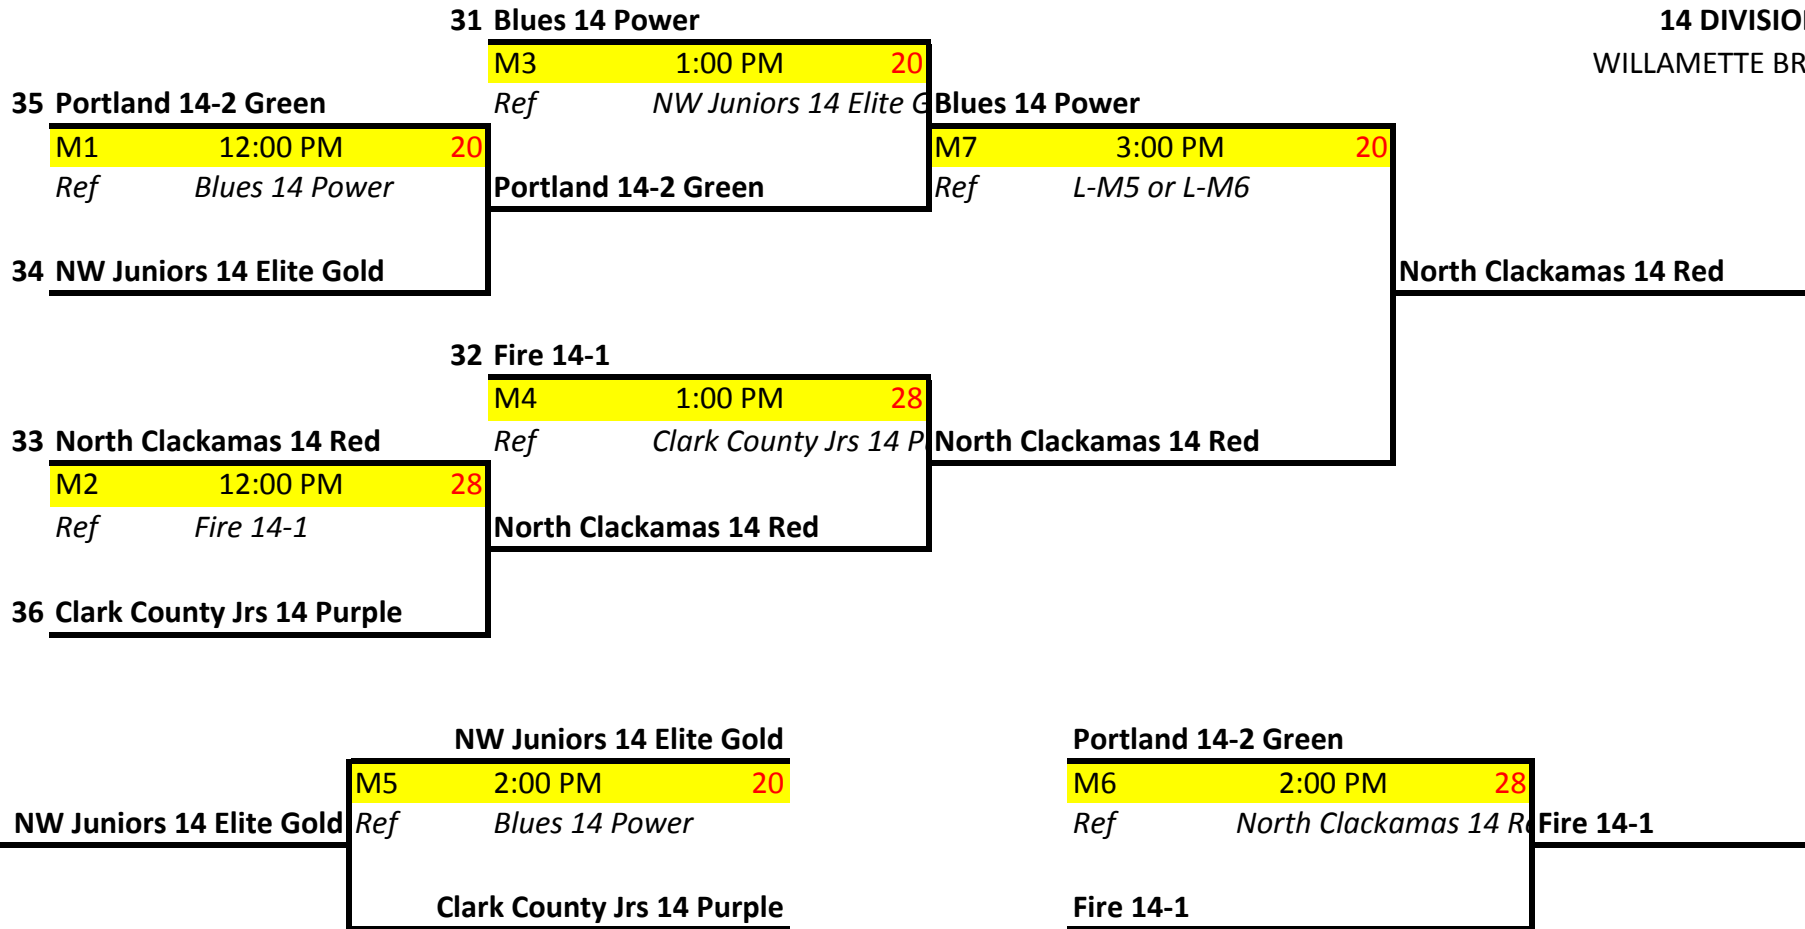 31 Blues 14 Power 14 DIVISION
M3 1:00 PM 20 WILLAMETTE BR
35 Portland 14-2 Green Ref NW Juniors 14 Elite G Blues 14 Power
M1 12:00 PM 20 M7 3:00 PM 20
Ref Blues 14 Power Portland 14-2 Green Ref L-M5 or L-M6
34 NW Juniors 14 Elite Gold North Clackamas 14 Red
32 Fire 14-1
M4 1:00 PM 28
33 North Clackamas 14 Red Ref Clark County Jrs 14 P North Clackamas 14 Red
M2 12:00 PM 28
Ref Fire 14-1 North Clackamas 14 Red
36 Clark County Jrs 14 Purple
NW Juniors 14 Elite Gold Portland 14-2 Green
M5 2:00 PM 20 M6 2:00 PM 28
NW Juniors 14 Elite Gold Ref Blues 14 Power Ref North Clackamas 14 Re Fire 14-1
Clark County Jrs 14 Purple Fire 14-1